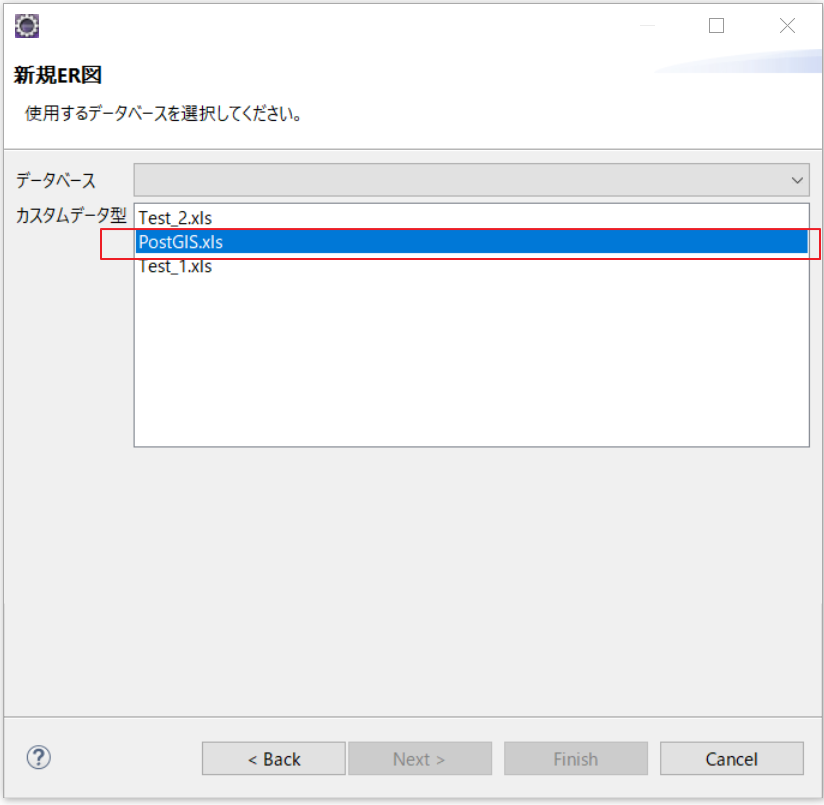 新規ER図
使用するデータベースを選択してください。
データベース
カスタムデータ型
Test_2.xls
PostGIS.xls
Test_1.xls
?
< Back
Next >
Finish
Cancel